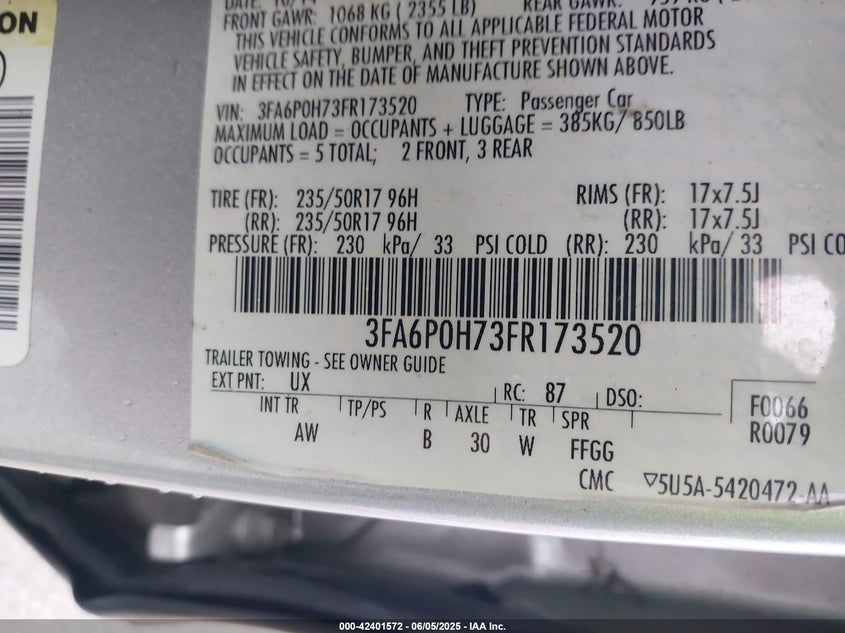 ON
FRONT GAWR: 1068 KG ( 2355 LB)
THIS VEHICLE CONFORMS TO ALL APPLICABLE FEDERAL MOTOR
VEHICLE SAFETY, BUMPER, AND THEFT PREVENTION STANDARDS
IN EFFECT ON THE DATE OF MANUFACTURE SHOWN ABOVE.
VIN: 3FA6P0H73FR173520 TYPE: Passenger Car
MAXIMUM LOAD = OCCUPANTS + LUGGAGE = 385KG/ 850LB
OCCUPANTS = 5 TOTAL; 2 FRONT, 3 REAR
TIRE (FR): 235/50R17 96H RIMS (FR): 17x7.5J
(RR): 235/50R17 96H (RR): 17x7.5J
PRESSURE (FR): 230 kPa/ 33 PSI COLD (RR): 230 kPa/ 33 PSI CO
3FA6P0H73FR173520
TRAILER TOWING - SEE OWNER GUIDE
EXT PNT: UX RC: 87 DSO:
INT TR TP/PS R AXLE TR SPR
AW B 30 W FFGG
F0066
R0079
CMC ▽5U5A-5420472-AA
000-42401572 06/05/2025 - IAA Inc.